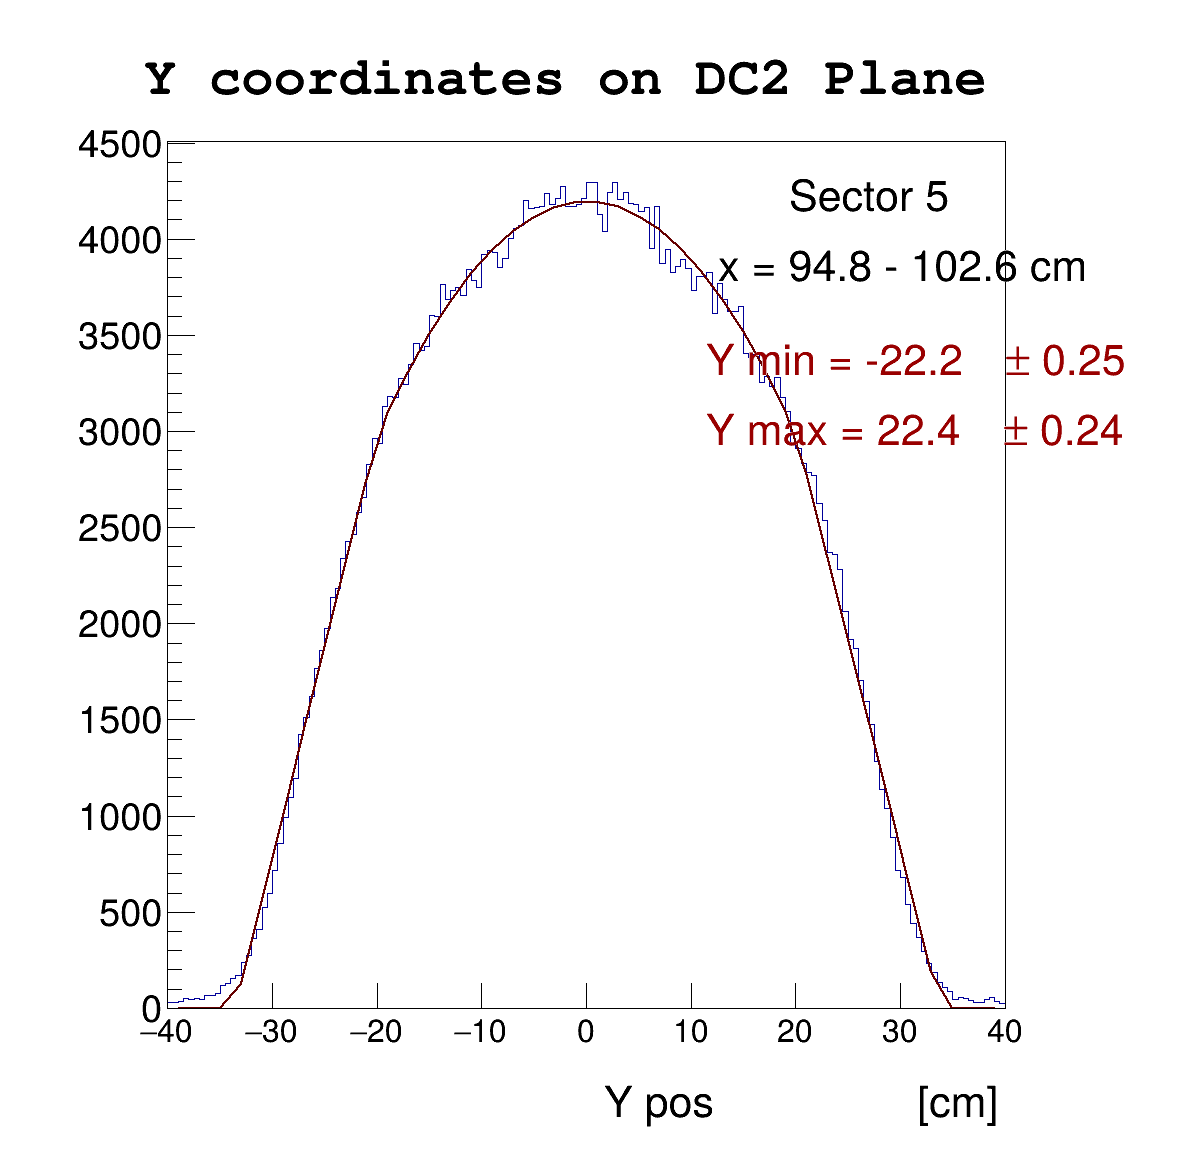 Y coordinates on DC2 Plane
4500
4000
3500
3000
2500
2000
1500
1000
500
0
Sector 5
x = 94.8 - 102.6 cm
Y min = -22.2 ± 0.25
Y max = 22.4 ± 0.24
−40 −30 −20 −10 0 10 20 30 40
Y pos [cm]